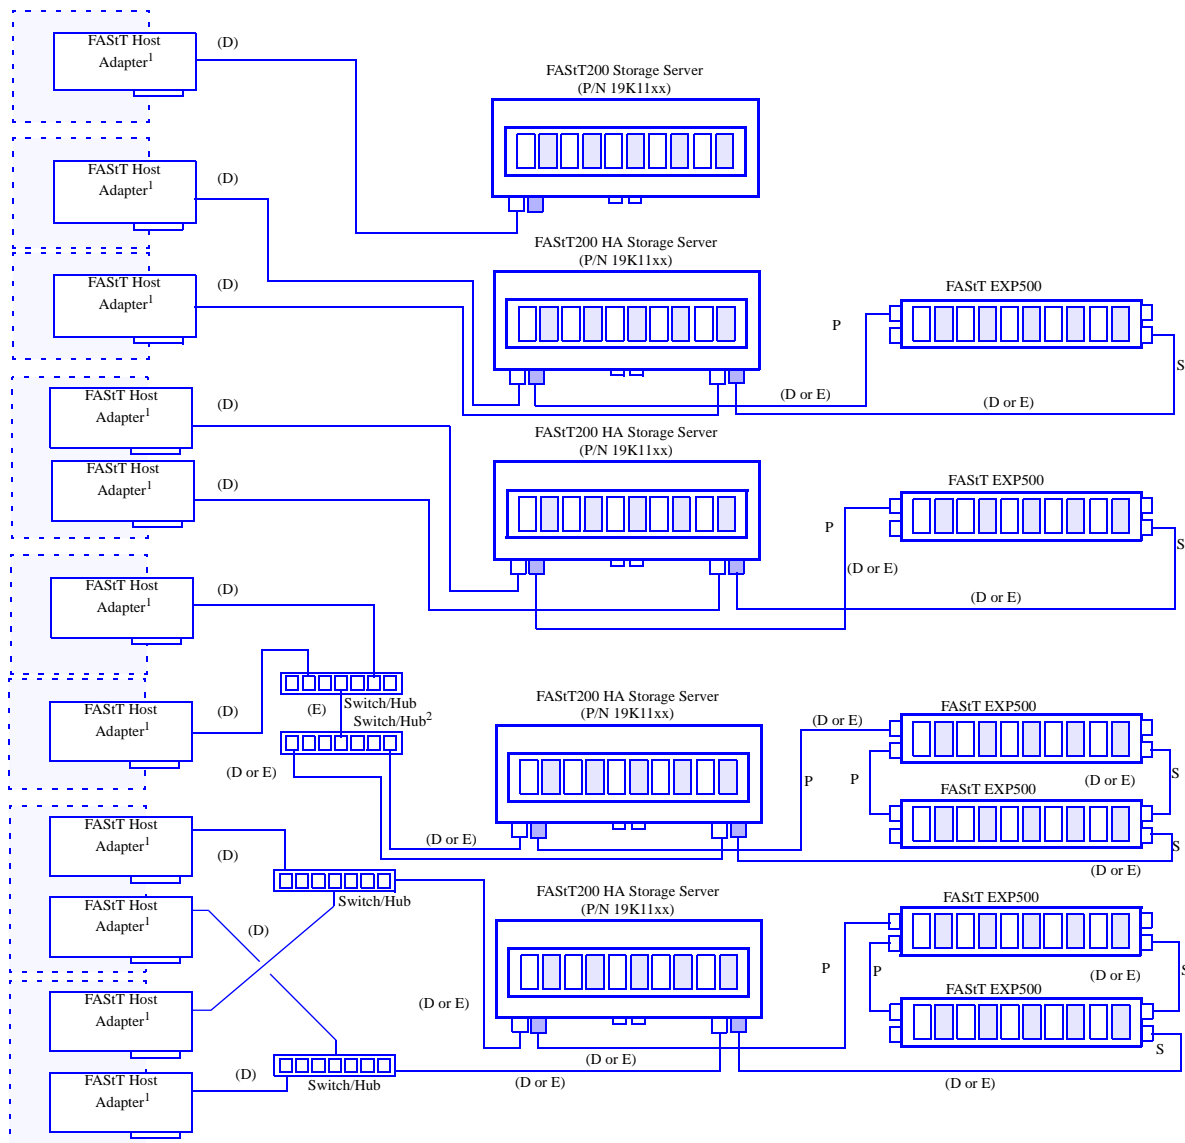 FAStT Host
Adapter1
(D)
FAStT200 Storage Server
(P/N 19K11xx)
FAStT Host
Adapter1
(D)
FAStT200 HA Storage Server
(P/N 19K11xx)
FAStT Host
Adapter1
(D)
FAStT EXP500
P
S
(D or E)
(D or E)
FAStT Host
Adapter1
(D)
FAStT200 HA Storage Server
(P/N 19K11xx)
FAStT Host
Adapter1
(D)
FAStT EXP500
P
S
(D or E)
(D or E)
FAStT Host
Adapter1
(D)
Switch/Hub
(E)
Switch/Hub2
FAStT Host
Adapter1
(D)
(D or E)
FAStT200 HA Storage Server
(P/N 19K11xx)
(D or E)
FAStT EXP500
P
P
(D or E)
S
FAStT EXP500
(D or E)
S
(D or E)
FAStT Host
Adapter1
(D)
Switch/Hub
FAStT200 HA Storage Server
(P/N 19K11xx)
FAStT EXP500
FAStT Host
Adapter1
(D)
P
P
(D or E)
S
FAStT Host
Adapter1
(D or E)
FAStT EXP500
(D or E)
S
FAStT Host
Adapter1
(D)
Switch/Hub
(D or E)
(D or E)